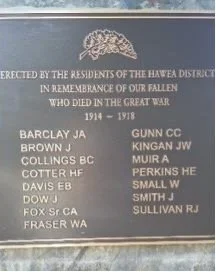 ERECTED BY THE RESIDENTS OF THE HAWEA DISTRICT
IN REMEMBRANCE OF OUR FALLEN
WHO DIED IN THE GREAT WAR
1914 - 1918
BARCLAY JA
BROWN J
COLLINGS BC
COTTER HF
DAVIS EB
DOW J
FOX Sr CA
FRASER WA
GUNN CC
KINGAN JW
MUIR A
PERKINS HE
SMALL W
SMITH J
SULLIVAN RJ